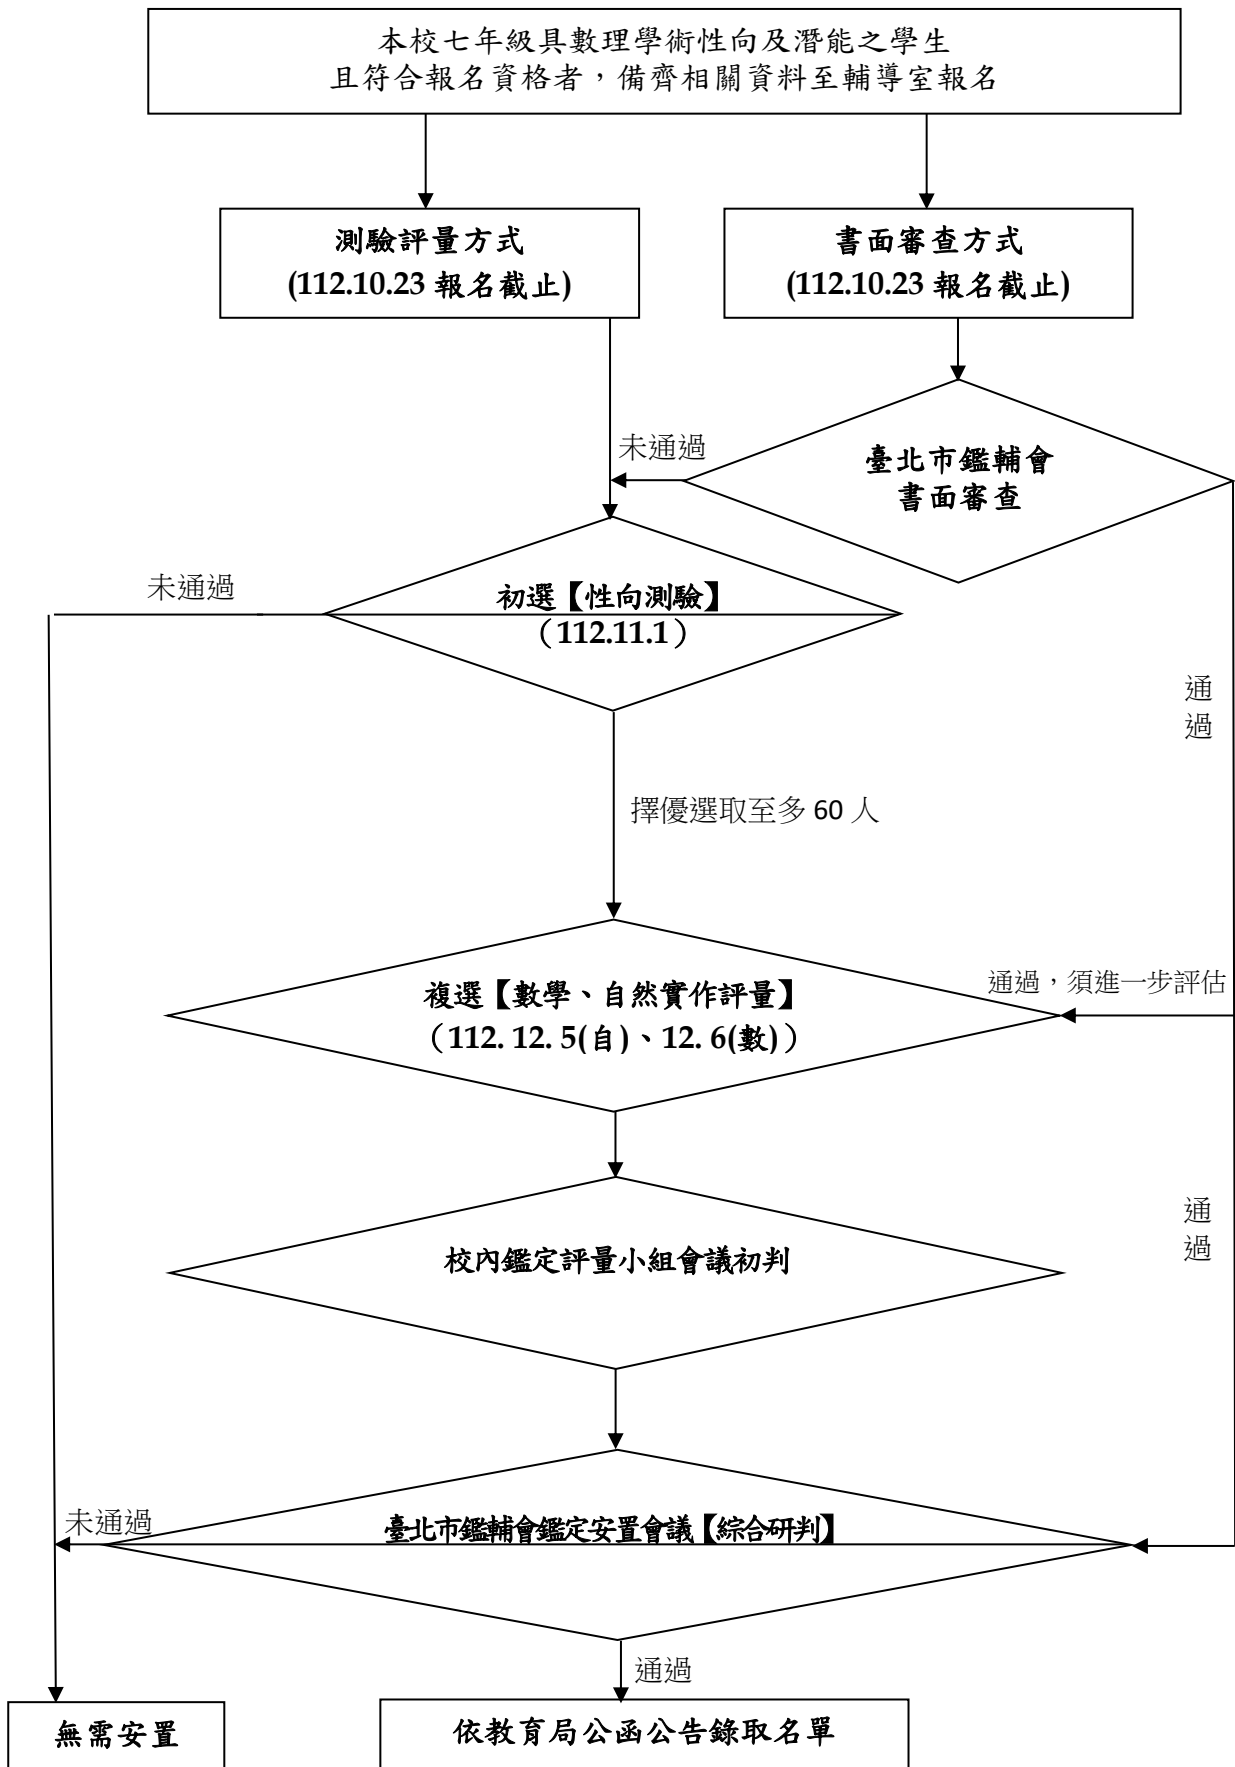 本校七年級具數理學術性向及潛能之學生
且符合報名資格者，備齊相關資料至輔導室報名
測驗評量方式
(112.10.23 報名截止)
書面審查方式
(112.10.23 報名截止)
臺北市鑑輔會
書面審查
未通過
初選【性向測驗】
（112.11.1）
未通過
通過
擇優選取至多 60 人
複選【數學、自然實作評量】
（112. 12. 5(自)、12. 6(數)）
通過，須進一步評估
校內鑑定評量小組會議初判
通過
臺北市鑑輔會鑑定安置會議【綜合研判】
未通過
通過
無需安置
依教育局公函公告錄取名單